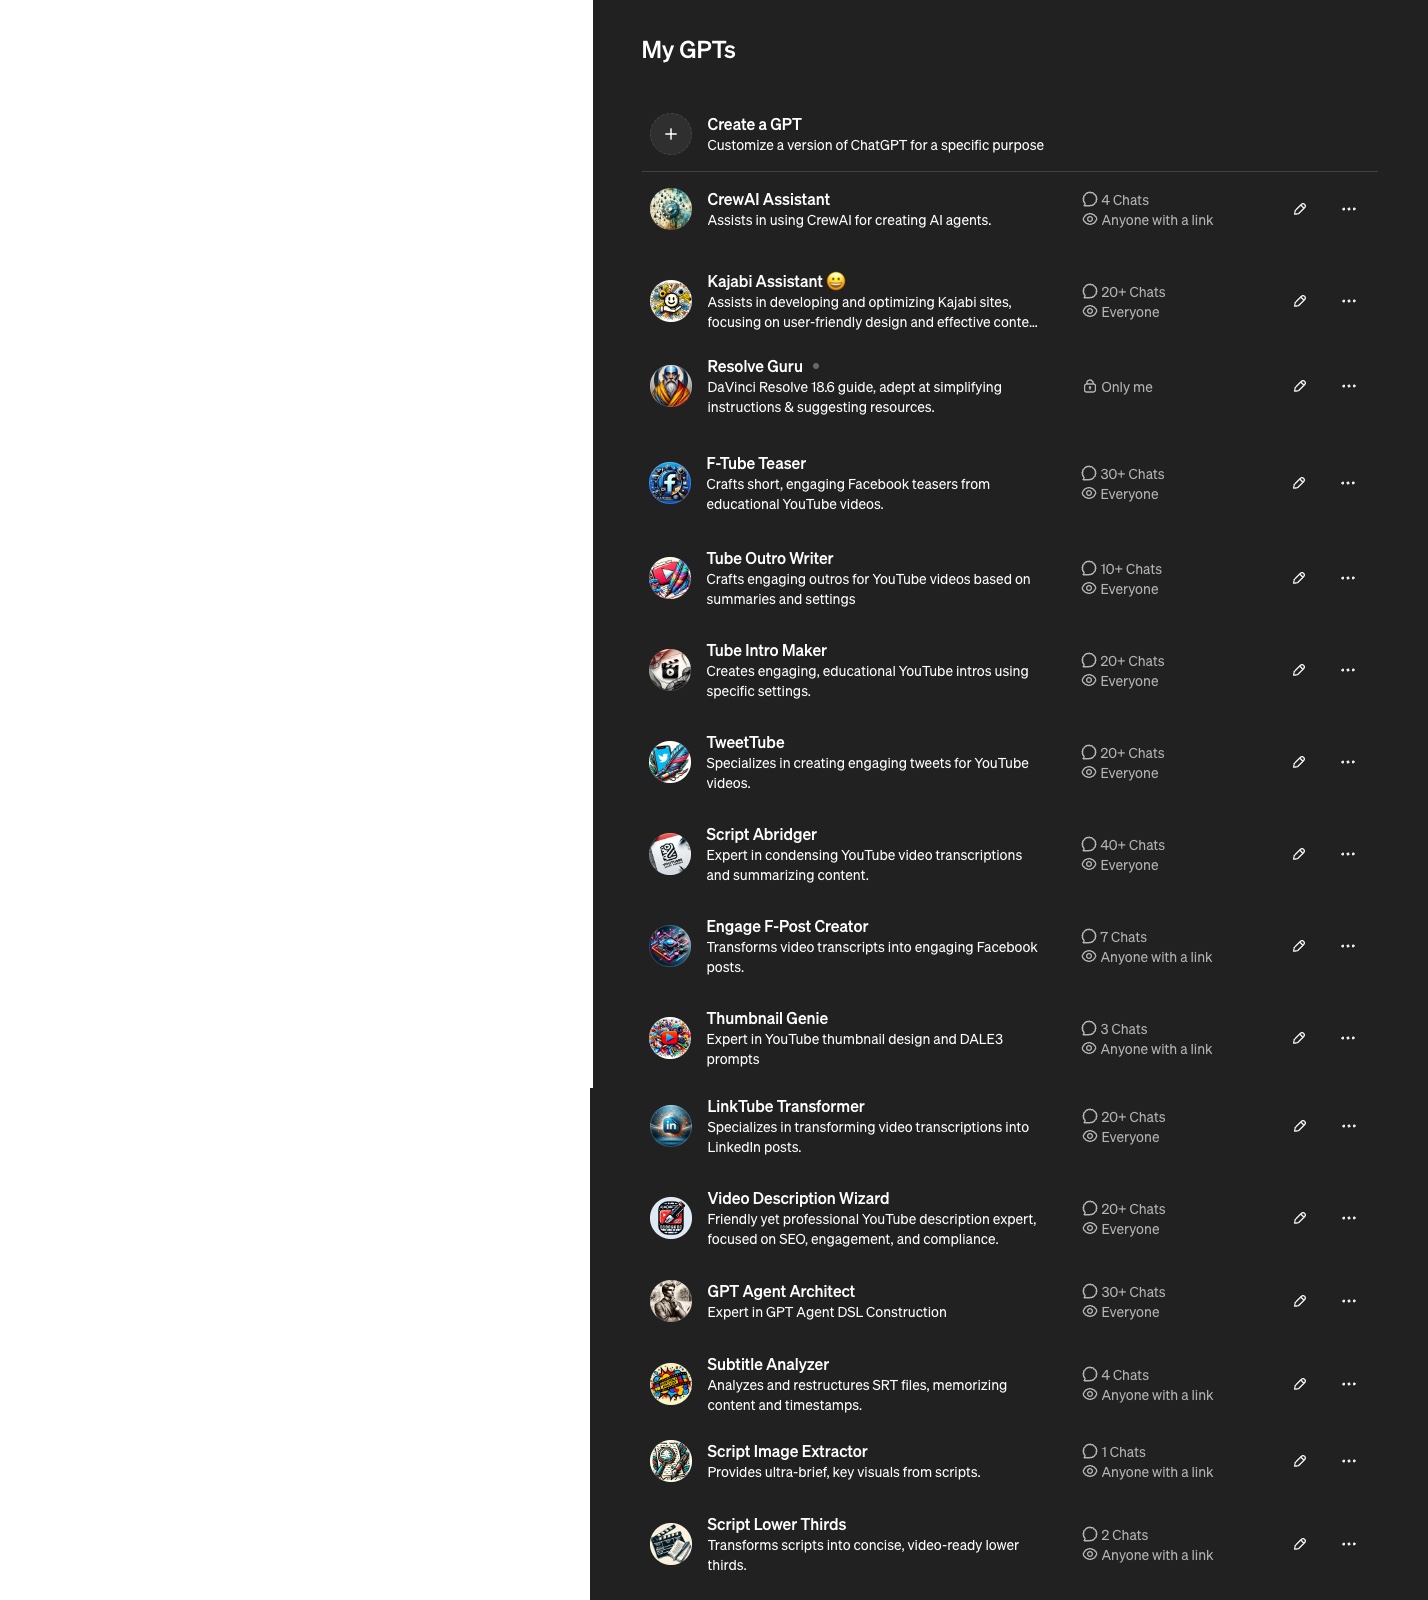 My GPTs
Create a GPT
Customize a version of ChatGPT for a specific purpose
CrewAI Assistant
Assists in using CrewAI for creating AI agents.
4 Chats
Anyone with a link
Kajabi Assistant 😀
Assists in developing and optimizing Kajabi sites,
focusing on user-friendly design and effective conte...
20+ Chats
Everyone
Resolve Guru
DaVinci Resolve 18.6 guide, adept at simplifying
instructions & suggesting resources.
Only me
F-Tube Teaser
Crafts short, engaging Facebook teasers from
educational YouTube videos.
30+ Chats
Everyone
Tube Outro Writer
Crafts engaging outros for YouTube videos based on
summaries and settings
10+ Chats
Everyone
Tube Intro Maker
Creates engaging, educational YouTube intros using
specific settings.
20+ Chats
Everyone
TweetTube
Specializes in creating engaging tweets for YouTube
videos.
20+ Chats
Everyone
Script Abridger
Expert in condensing YouTube video transcriptions
and summarizing content.
40+ Chats
Everyone
Engage F-Post Creator
Transforms video transcripts into engaging Facebook
posts.
7 Chats
Anyone with a link
Thumbnail Genie
Expert in YouTube thumbnail design and DALE3
prompts
3 Chats
Anyone with a link
LinkTube Transformer
Specializes in transforming video transcriptions into
LinkedIn posts.
20+ Chats
Everyone
Video Description Wizard
Friendly yet professional YouTube description expert,
focused on SEO, engagement, and compliance.
20+ Chats
Everyone
GPT Agent Architect
Expert in GPT Agent DSL Construction
30+ Chats
Everyone
Subtitle Analyzer
Analyzes and restructures SRT files, memorizing
content and timestamps.
4 Chats
Anyone with a link
Script Image Extractor
Provides ultra-brief, key visuals from scripts.
1 Chats
Anyone with a link
Script Lower Thirds
Transforms scripts into concise, video-ready lower
thirds.
2 Chats
Anyone with a link